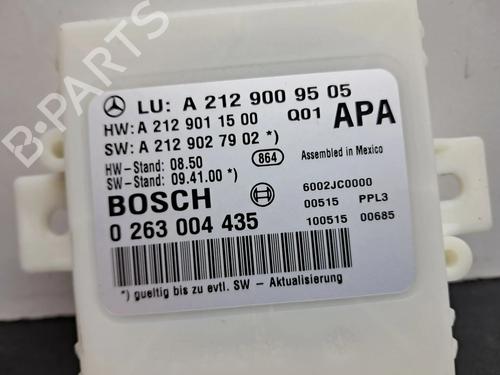 B-PARTS
LU: A 212 900 95 05
HW: A 212 901 15 00 Q01 APA
SW: A 212 902 79 02 *)
HW-Stand: 08.50 864 Assembled in Mexico
SW-Stand: 09.41.00 *)
BOSCH 6002JC0000
00515 PPL3
0 263 004 435 100515 00685
*) gueltig bis zu evtl. SW - Aktualisierung